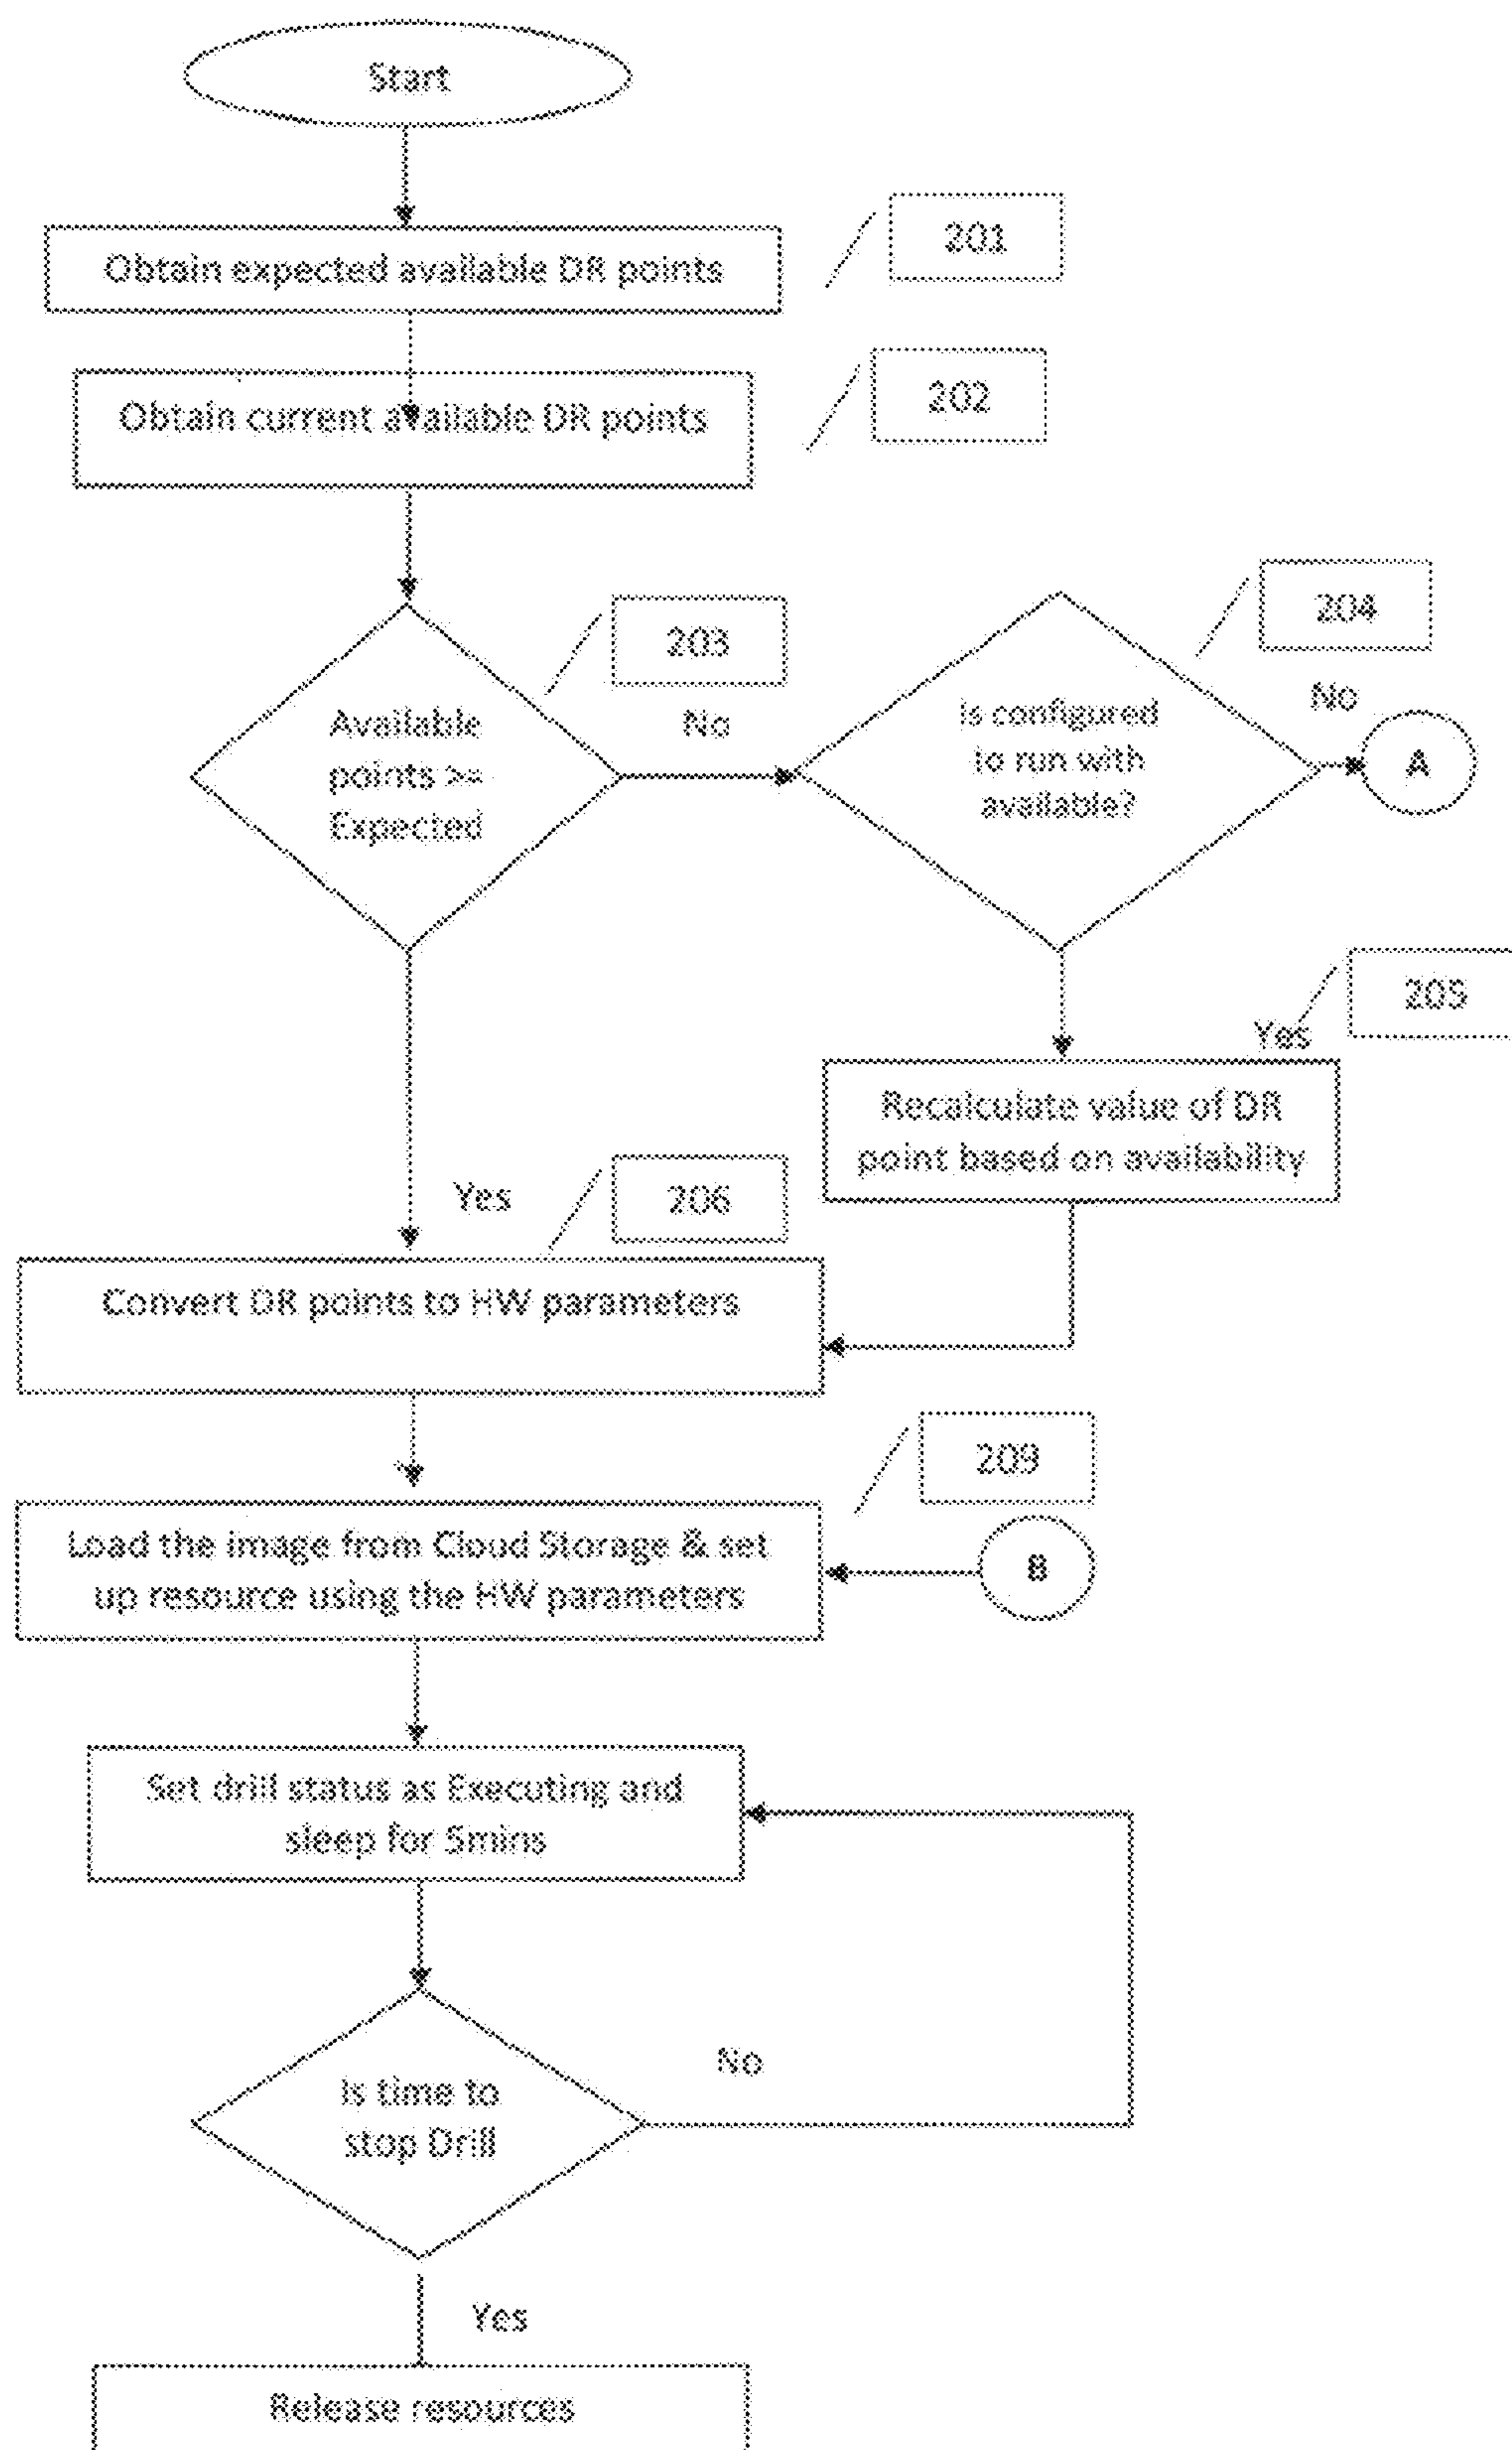 Start
201
Obtain expected available DR points
202
Obtain current available DR points
203
204
No
No
Available
points >=
Expected
is configured
to run with
available?
A
205
Yes
Recalculate value of DR
point based on availability
Yes
206
Convert DR points to HW parameters
209
Load the image from Cloud Storage & set
up resource using the HW parameters
B
Set drill status as Executing and
sleep for 5mins
No
is time to
stop Drill
Yes
Release resources